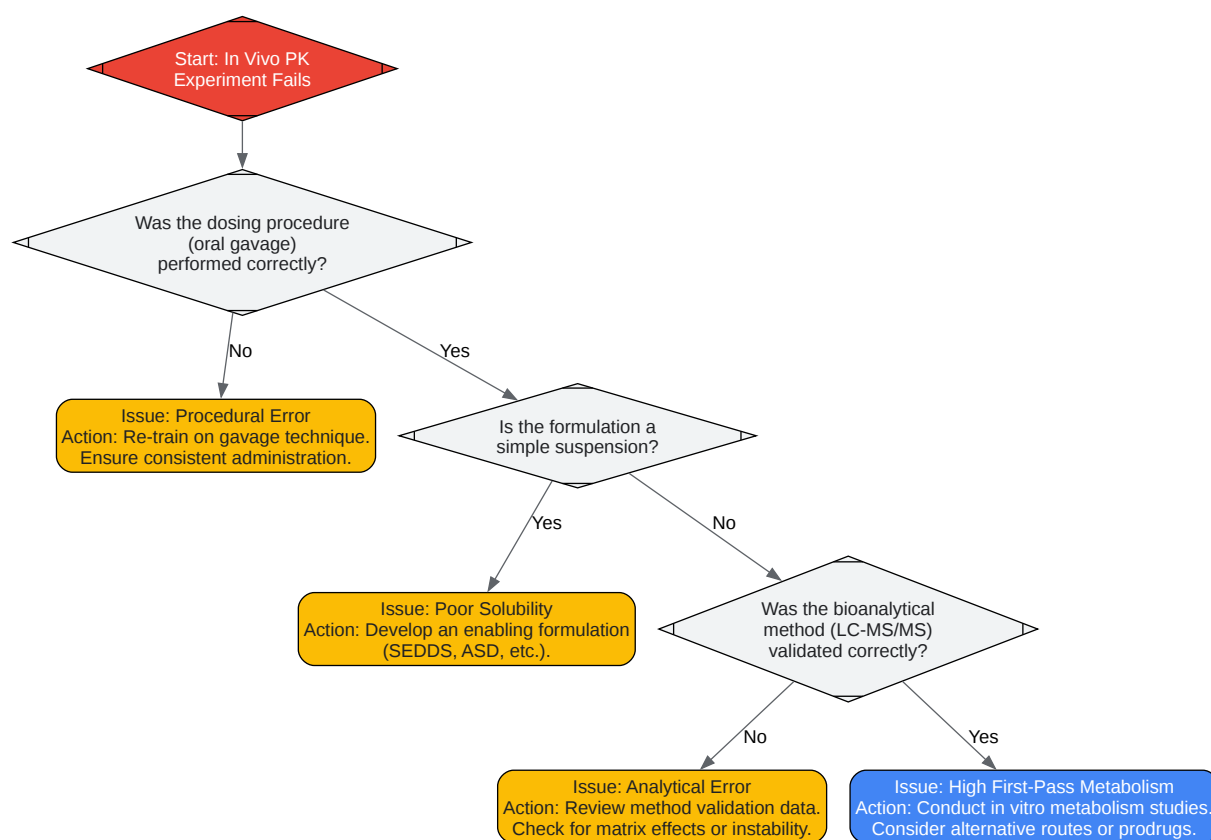 Start: In Vivo PK
Experiment Fails
Was the dosing procedure
(oral gavage)
performed correctly?
No
Yes
Issue: Procedural Error
Action: Re-train on gavage technique.
Ensure consistent administration.
Is the formulation a
simple suspension?
Yes
No
Issue: Poor Solubility
Action: Develop an enabling formulation
(SEDDS, ASD, etc.).
Was the bioanalytical
method (LC-MS/MS)
validated correctly?
No
Yes
Issue: Analytical Error
Action: Review method validation data.
Check for matrix effects or instability.
Issue: High First-Pass Metabolism
Action: Conduct in vitro metabolism studies.
Consider alternative routes or prodrugs.